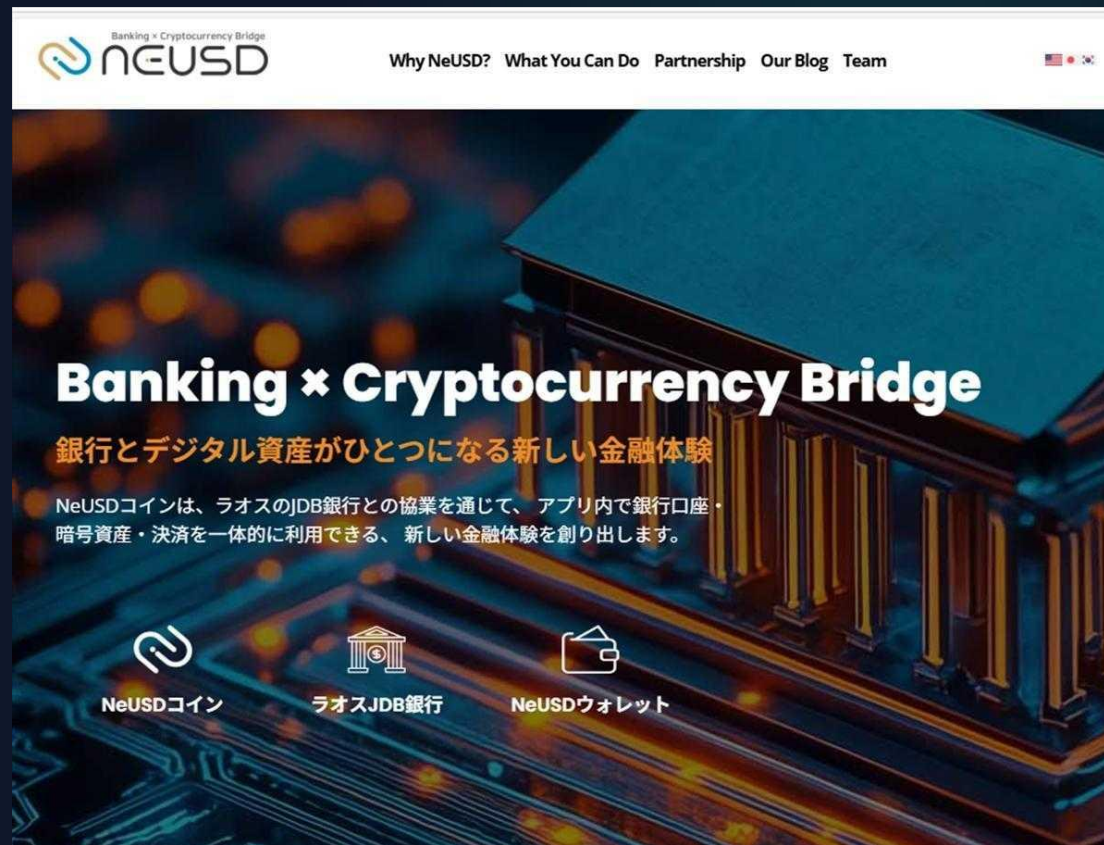 Banking × Cryptocurrency Bridge
NEUSD
Why NeUSD? What You Can Do Partnership Our Blog Team
Banking × Cryptocurrency Bridge
銀行とデジタル資産がひとつになる新しい金融体験
NeUSDコインは、ラオスのJDB銀行との協業を通じて、 アプリ内で銀行口座・
暗号資産・決済を一体的に利用できる、 新しい金融体験を創り出します。
NeUSDコイン ラオスJDB銀行 NeUSDウォレット